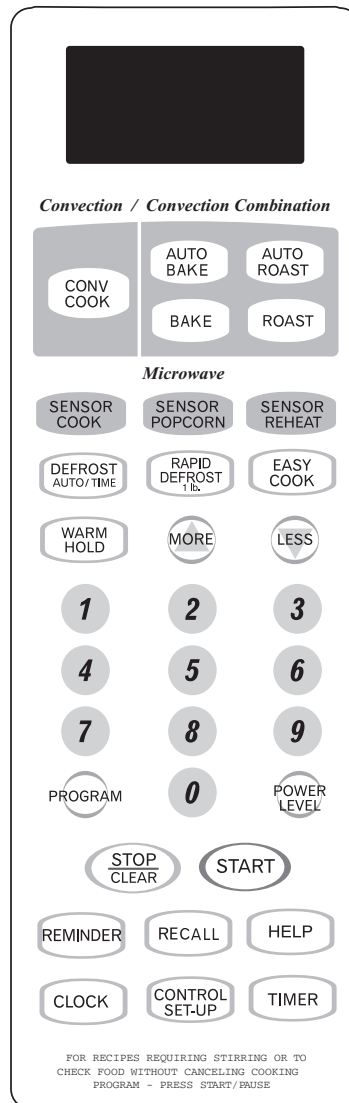 Convection / Convection Combination
CONV
COOK
AUTO
BAKE
AUTO
ROAST
BAKE
ROAST
Microwave
SENSOR
COOK
SENSOR
POPCORN
SENSOR
REHEAT
DEFROST
AUTO/TIME
RAPID
DEFROST
1 lb.
EASY
COOK
WARM
HOLD
MORE
LESS
1
2
3
4
5
6
7
8
9
PROGRAM
0
POWER
LEVEL
STOP
CLEAR
START
REMINDER
RECALL
HELP
CLOCK
CONTROL
SET-UP
TIMER
FOR RECIPES REQUIRING STIRRING OR TO
CHECK FOOD WITHOUT CANCELING COOKING
PROGRAM - PRESS START/PAUSE